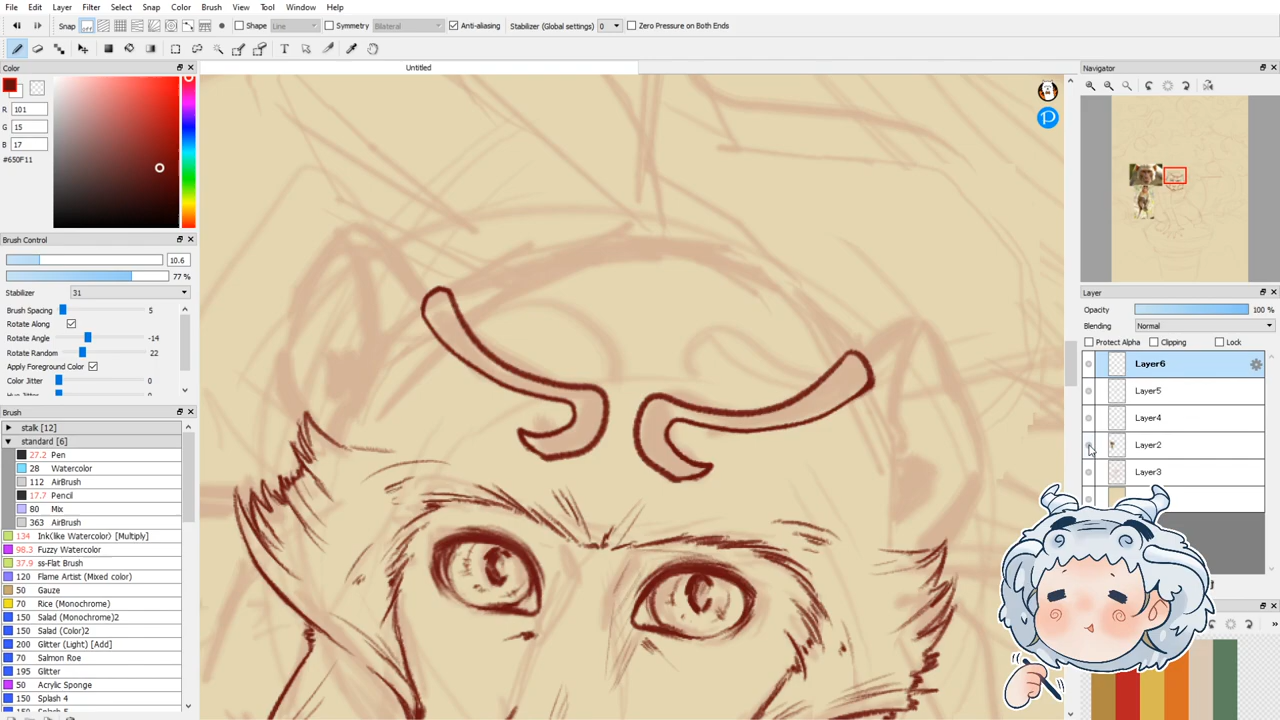 File Edit Layer Select Snap Color Brush View Tool Window Help
Snap Shape Line Symmetry Bilateral Anti-aliasing Stabilizer (Global settings) 0 Zero Pressure on Both Ends
Untitled
Color
R 101
G 15
B 17
#650F11
Brush Control
10.6
77 %
Stabilizer 31
Brush Spacing 5
Rotate Along
Rotate Angle -14
Rotate Random 22
Apply Foreground Color
Color Jitter 0
Brush
stalk [12]
standard [6]
27.2 Pen
28 Watercolor
112 AirBrush
17.7 Pencil
80 Mix
363 AirBrush
134 Ink(like Watercolor) [Multiply]
98.3 Fuzzy Watercolor
37.9 ss-Flat Brush
120 Flame Artist (Mixed color)
50 Gauze
70 Rice (Monochrome)
150 Salad (Monochrome)2
150 Salad (Color)2
200 Glitter (Light) [Add]
70 Salmon Roe
195 Glitter
50 Acrylic Sponge
150 Splash 4
Navigator
Layer
Opacity 100 %
Blending Normal
Protect Alpha Clipping Lock
Layer6
Layer5
Layer4
Layer2
Layer3